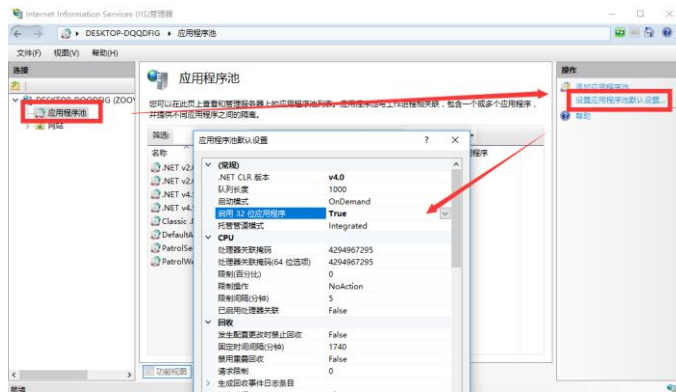 Internet Information Services (IIS)管理器
DESKTOP-DQQDFIG
应用程序池
文件(F) 视图(V) 帮助(H)
连接
应用程序池
网站
应用程序池
您可以在此页上查看和管理服务器上的应用程序池列表。应用程序池与工作进程相关联,包含一个或多个应用程序,
并提供不同应用程序之间的隔离。
筛选:
名称
.NET v2.
.NET v2.
.NET v4.
.NET v4.
Classic .
DefaultA
PatrolSe
PatrolWe
程序
应用程序池默认设置 ? ×
(常规)
.NET CLR 版本 v4.0
队列长度 1000
启动模式 OnDemand
启用 32 位应用程序 True
托管管道模式 Integrated
CPU
处理器关联掩码 4294967295
处理器关联掩码(64 位选项) 4294967295
限制(百分比) 0
限制操作 NoAction
限制间隔(分钟) 5
已启用处理器关联 False
回收
发生配置更改时禁止回收 False
固定时间间隔(分钟) 1740
禁用重叠回收 False
请求限制 0
生成回收事件日志条目
操作
添加应用程序池...
设置应用程序池默认设置...
帮助
功能视图
就绪